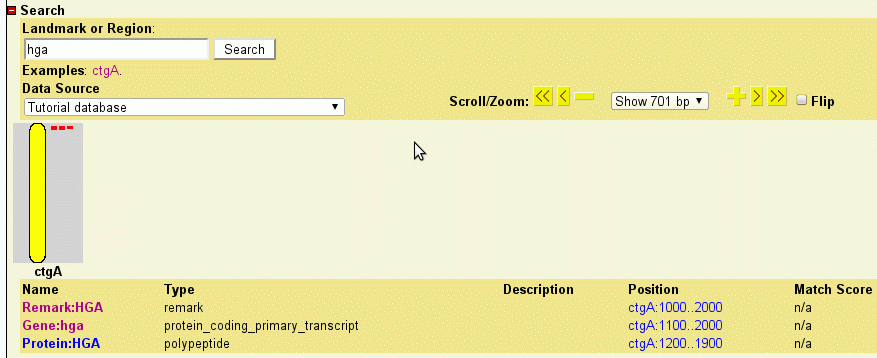 Search
Landmark or Region:
hga Search
Examples: ctgA.
Data Source
Tutorial database Scroll/Zoom: << < Show 701 bp > >> Flip
ctgA
Name Type Description Position Match Score
Remark:HGA remark ctgA:1000..2000 n/a
Gene:hga protein_coding_primary_transcript ctgA:1100..2000 n/a
Protein:HGA polypeptide ctgA:1200..1900 n/a